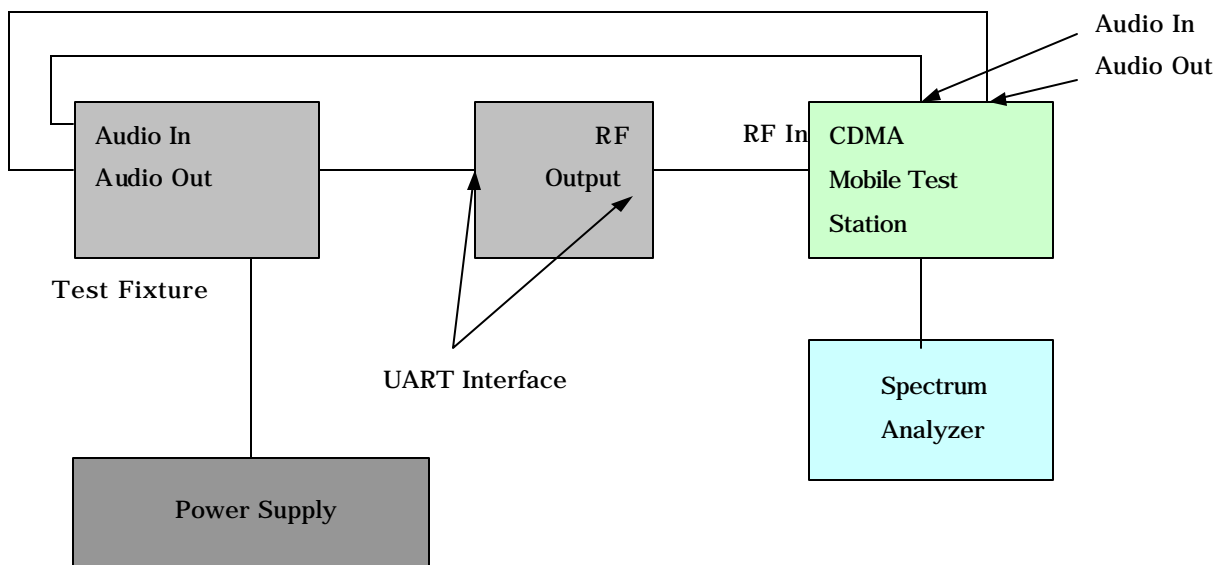 Audio In
Audio Out
Audio In
Audio Out
RF
Output
RF In
CDMA
Mobile Test
Station
Test Fixture
UART Interface
Spectrum
Analyzer
Power Supply